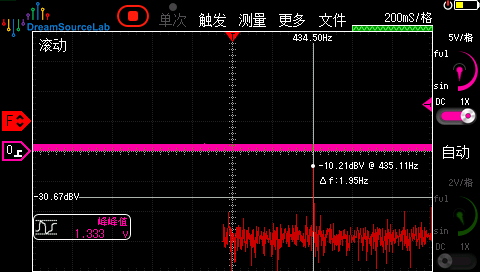 DreamSourceLab
单次 触发 测量 更多 文件 200mS/格
滚动
T
434.50Hz
5V/格
ful
sin
DC 1X
F
0
自动
-10.21dBV @ 435.11Hz
Δf:1.95Hz
-30.67dBV
2V/格
ful
sin
DC 1X
峰峰值
1.333 V